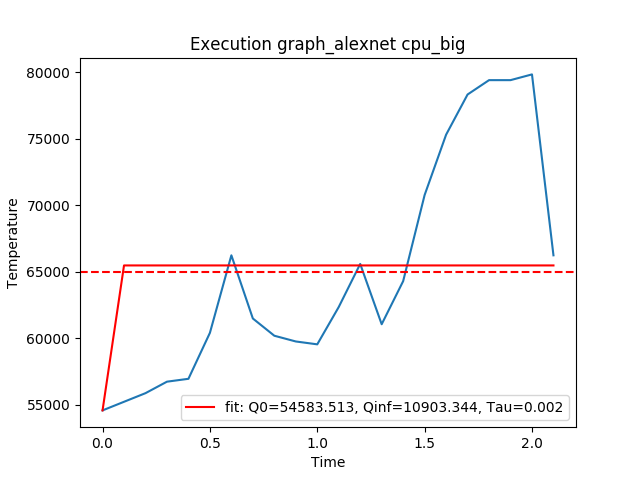 Execution graph_alexnet cpu_big
80000
75000
70000
65000
60000
55000
Temperature
fit: Q0=54583.513, Qinf=10903.344, Tau=0.002
0.0 0.5 1.0 1.5 2.0
Time